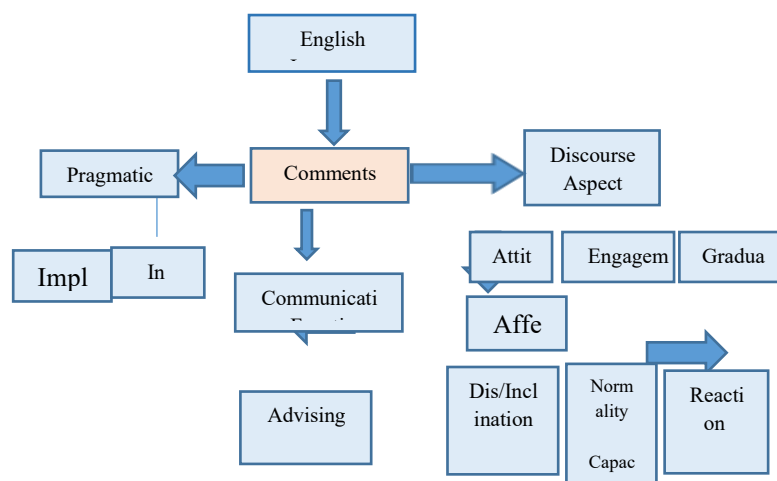 English
Pragmatic
Comments
Discourse
Aspect
Impl
In
Communicati
Attit
Engagem
Gradua
Affe
Advising
Dis/Incl
ination
Norm
ality
Capac
Reacti
on